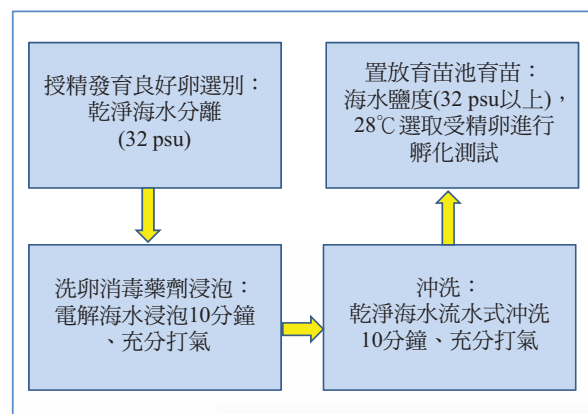 授精發育良好卵選別：
乾淨海水分離
(32 psu)
洗卵消毒藥劑浸泡：
電解海水浸泡10分鐘
、充分打氣
沖洗：
乾淨海水流水式沖洗
10分鐘、充分打氣
置放育苗池育苗：
海水鹽度(32 psu以上)，
28℃選取受精卵進行
孵化測試